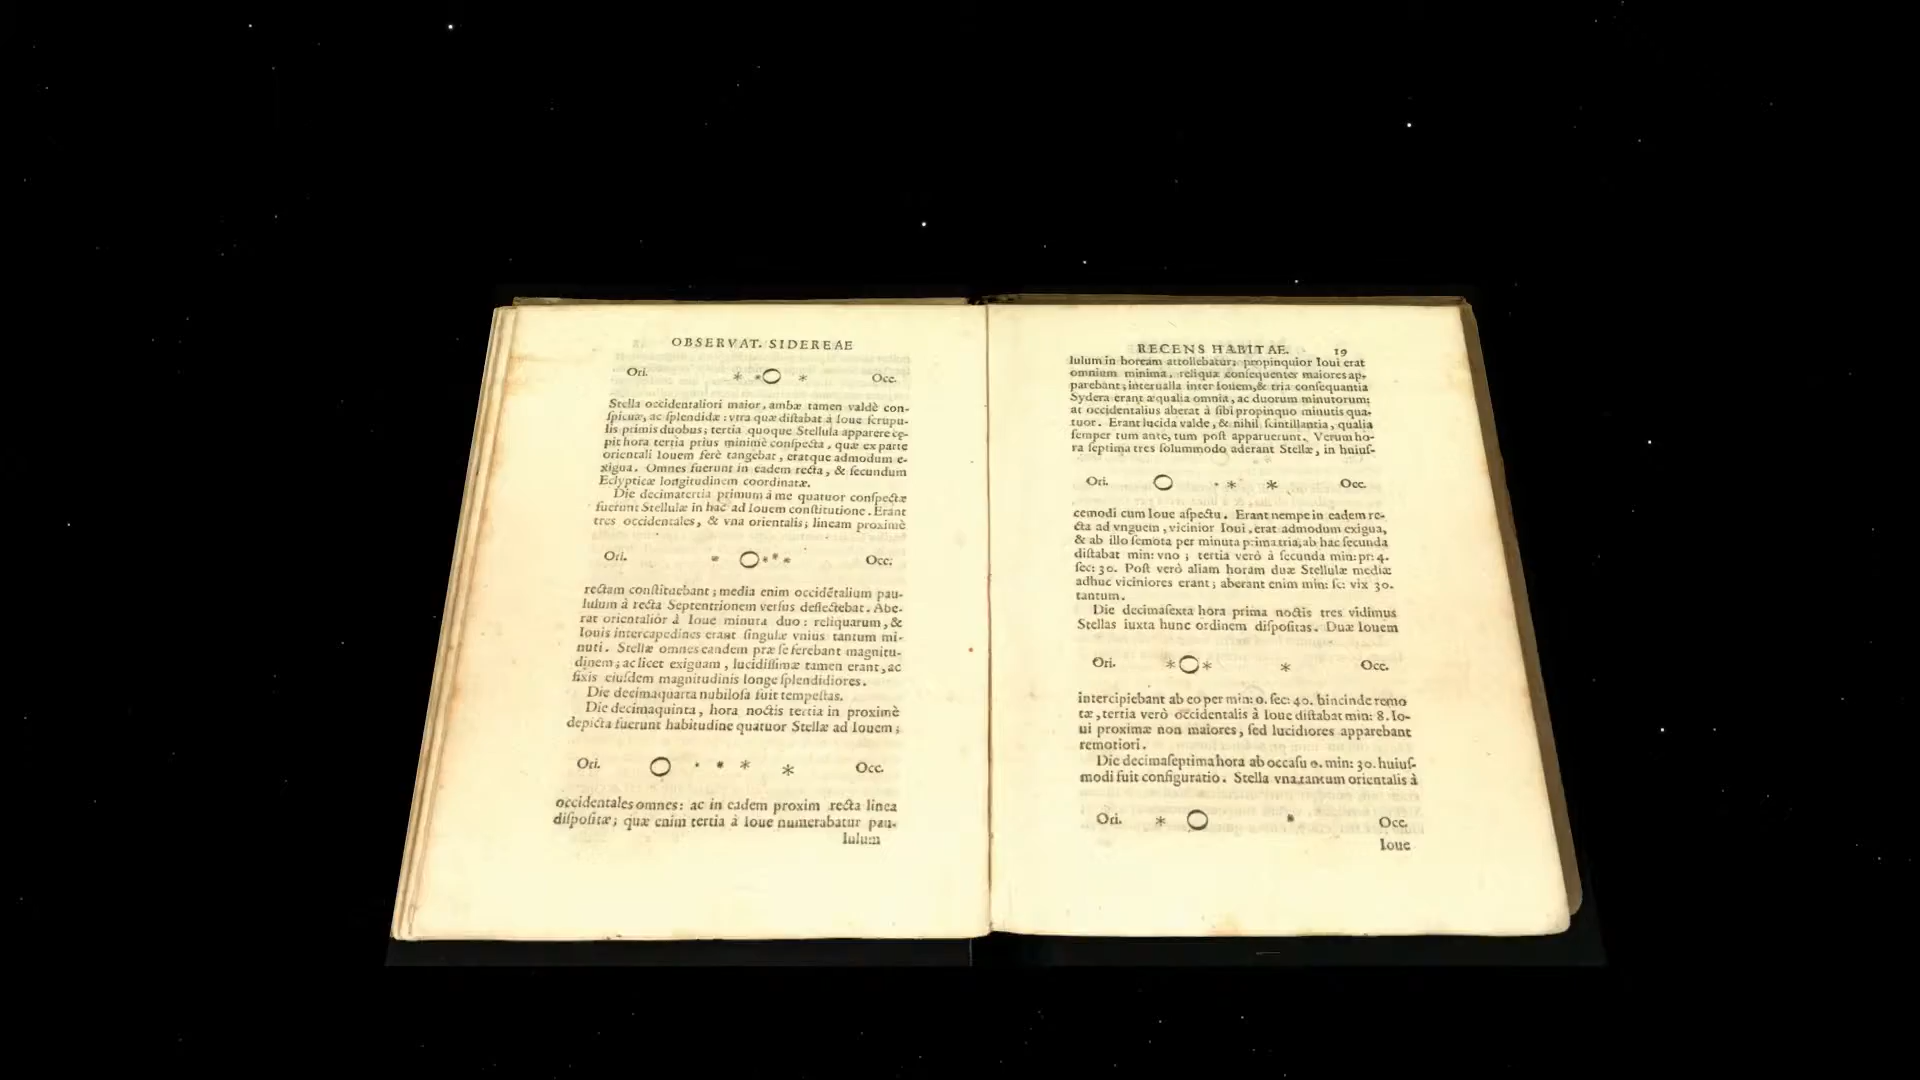 OBSERVAT. SIDEREAE
Ori. * *O * Occ.
Stella occidentaliori maior, ambæ tamen valdè con-
ſpicuæ, ac ſplendidæ: vtra quæ diſtabat à Ioue ſcrupu-
lis primis duobus; tertia quoque Stellula apparere cę-
pit hora tertia prius minimè conſpecta, quæ ex parte
orientali Iouem ferè tangebat, eratque admodum e-
xigua. Omnes fuerunt in eadem recta, & ſecundum
Eclypticæ longitudinem coordinatæ.
Die decimatertia primum à me quatuor conſpectæ
fuerunt Stellulæ in hac ad Iouem conſtitutione. Erant
tres occidentales, & vna orientalis; lineam proximè
Ori. * O*** Occ.
rectam conſtituebant; media enim occidétalium pau-
lulum à recta Septentrionem verſus deflectebat. Abe-
rat orientalior à Ioue minuta duo: reliquarum, &
Iouis intercapedines erant ſingulæ vnius tantum mi-
nuti. Stellæ omnes eandem præ ſe ferebant magnitu-
dinem; ac licet exiguam, lucidiſſimæ tamen erant, ac
fixis eiuſdem magnitudinis longe ſplendidiores.
Die decimaquarta nubiloſa fuit tempeſtas.
Die decimaquinta, hora noctis tertia in proximè
depicta fuerunt habitudine quatuor Stellæ ad Iouem;
Ori. O * * * * Occ.
occidentales omnes: ac in eadem proxim recta linea
diſpoſitæ; quæ enim tertia à Ioue numerabatur pau-
lulum
RECENS HABITAE. 19
lulum in boream attollebatur; propinquior Ioui erat
omnium minima, reliquæ conſequenter maiores ap-
parebant; interualla inter Iouem, & tria conſequantia
Sydera erant æqualia omnia, ac duorum minutorum:
at occidentalius aberat à ſibi propinquo minutis qua-
tuor. Erant lucida valde, & nihil ſcintillantia, qualia
ſemper tum ante, tum poſt apparuerunt. Verum ho-
ra ſeptima tres ſolummodo aderant Stellæ, in huiuſ-
Ori. O * * * Occ.
cemodi cum Ioue aſpectu. Erant nempe in eadem re-
cta ad vnguem, vicinior Ioui erat admodum exigua,
& ab illo ſemota per minuta prima tria; ab hac ſecunda
diſtabat min: vno; tertia verò à ſecunda min: pr: 4.
ſec: 30. Poſt verò aliam horam duæ Stellulæ mediæ
adhuc viciniores erant; aberant enim min: ſc: vix 30.
tantum.
Die decimaſexta hora prima noctis tres vidimus
Stellas iuxta hunc ordinem diſpoſitas. Duæ Iouem
Ori. *O* * Occ.
intercipiebant ab eo per min: 0. ſec: 40. hincinde remo
tæ, tertia verò occidentalis à Ioue diſtabat min: 8. Io-
ui proximæ non maiores, ſed lucidiores apparebant
remotiori.
Die decimaſeptima hora ab occaſu 0. min: 30. huiuſ-
modi fuit configuratio. Stella vna tantum orientalis à
Ori. * O * Occ.
Ioue